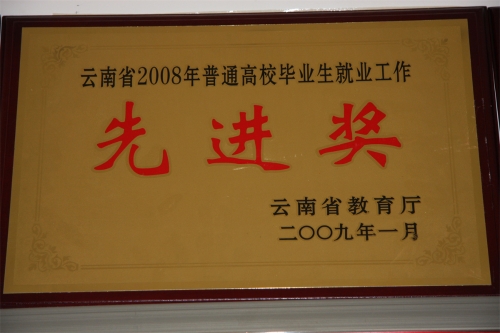 云南省2008年普通高校毕业生就业工作
先进奖
云南省教育厅
二〇〇九年一月